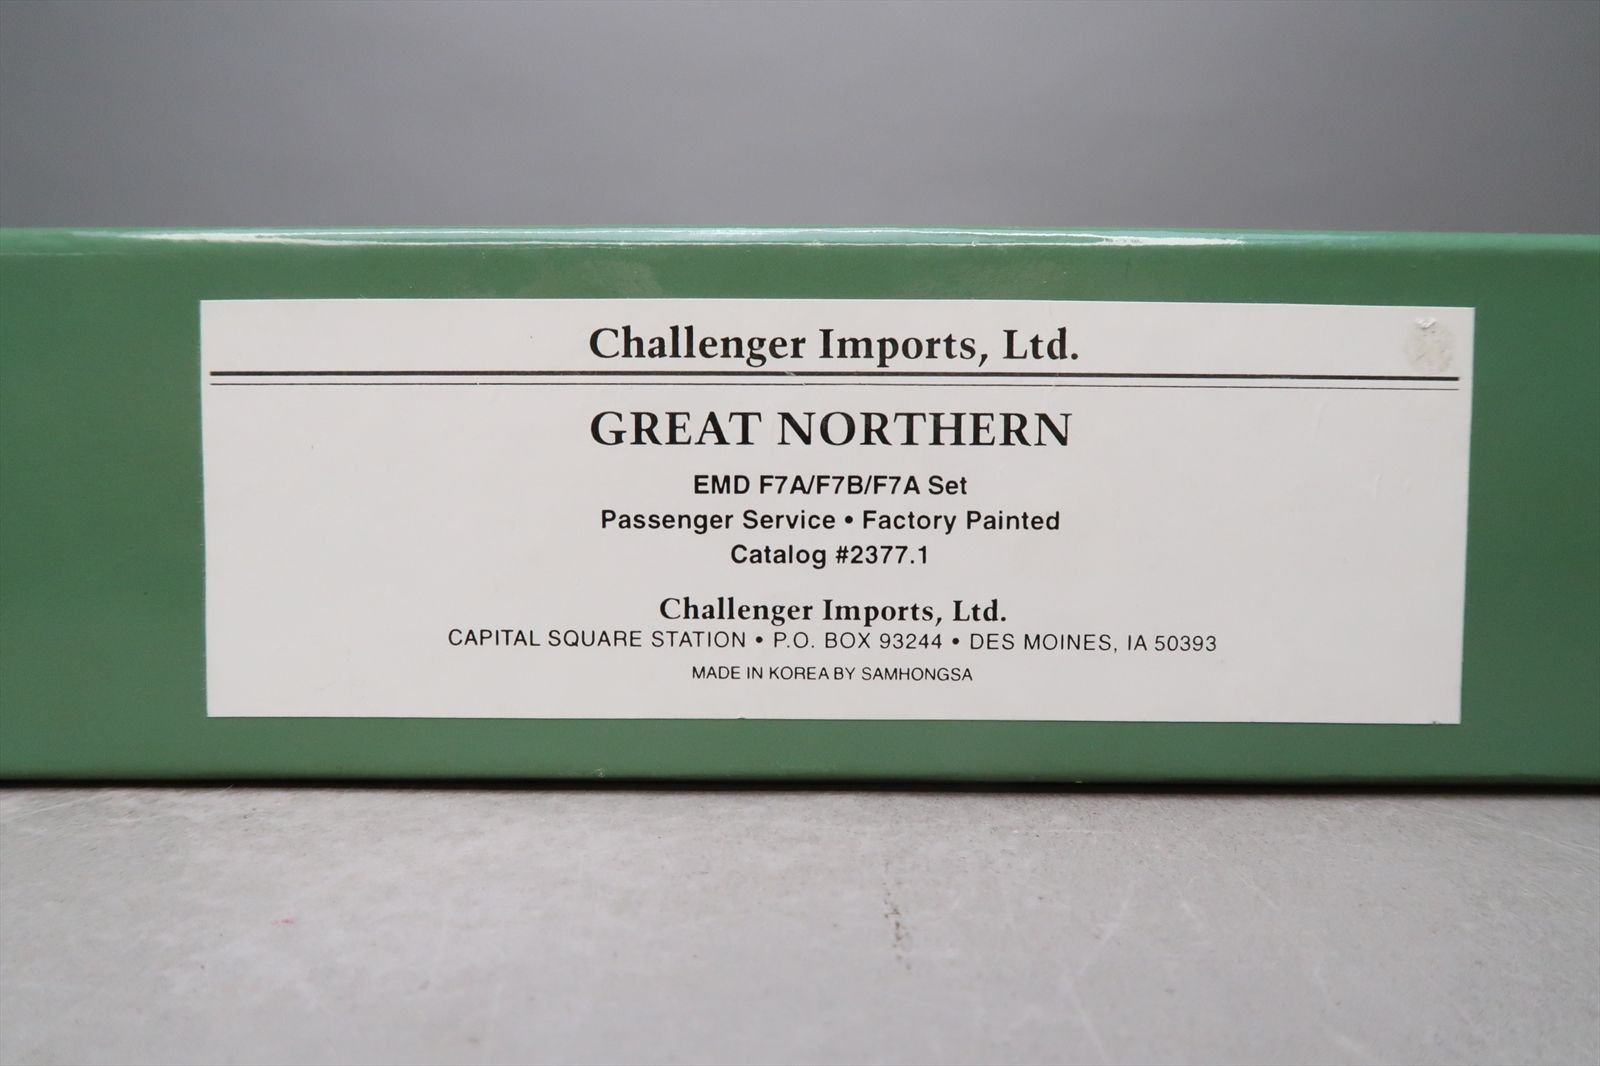 Challenger Imports, Ltd.
GREAT NORTHERN
EMD F7A/F7B/F7A Set
Passenger Service • Factory Painted
Catalog #2377.1
Challenger Imports, Ltd.
CAPITAL SQUARE STATION • P.O. BOX 93244 • DES MOINES, IA 50393
MADE IN KOREA BY SAMHONGSA